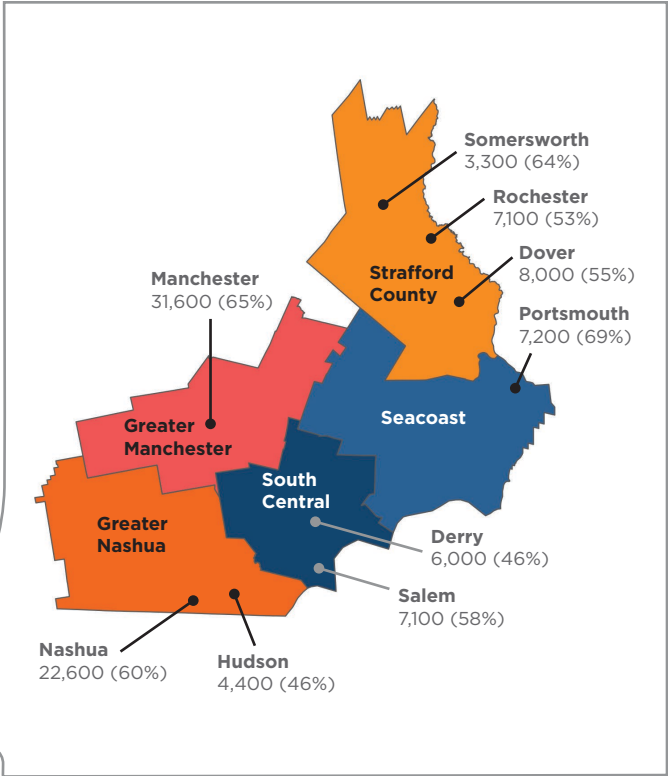 Somersworth
3,300 (64%)
Rochester
7,100 (53%)
Dover
8,000 (55%)
Strafford
County
Manchester
31,600 (65%)
Portsmouth
7,200 (69%)
Seacoast
Greater
Manchester
South
Central
Greater
Nashua
Derry
6,000 (46%)
Salem
7,100 (58%)
Nashua
22,600 (60%)
Hudson
4,400 (46%)